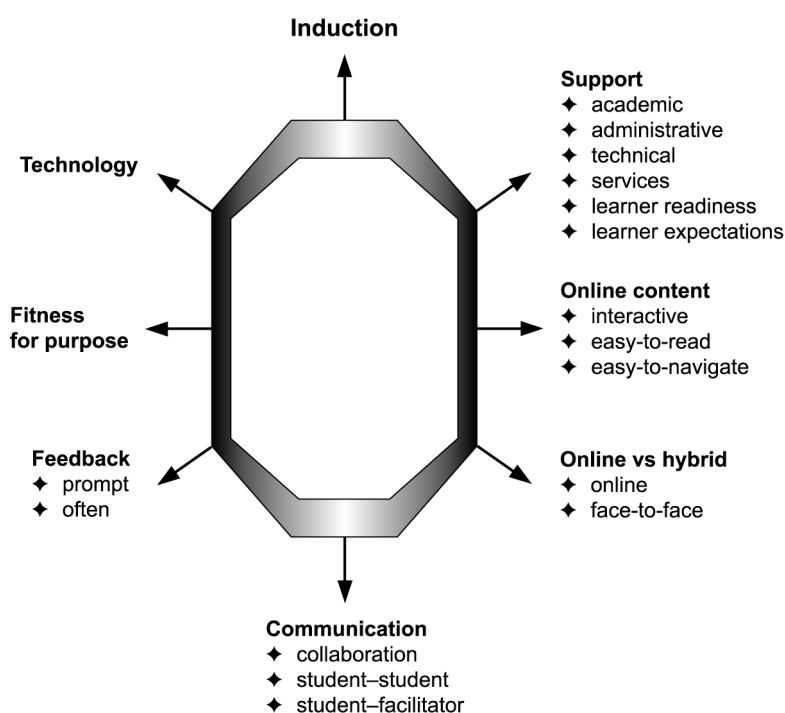 Induction
Support
✦ academic
✦ administrative
✦ technical
✦ services
✦ learner readiness
✦ learner expectations
Technology
Online content
✦ interactive
✦ easy-to-read
✦ easy-to-navigate
Fitness
for purpose
Online vs hybrid
✦ online
✦ face-to-face
Feedback
✦ prompt
✦ often
Communication
✦ collaboration
✦ student–student
✦ student–facilitator